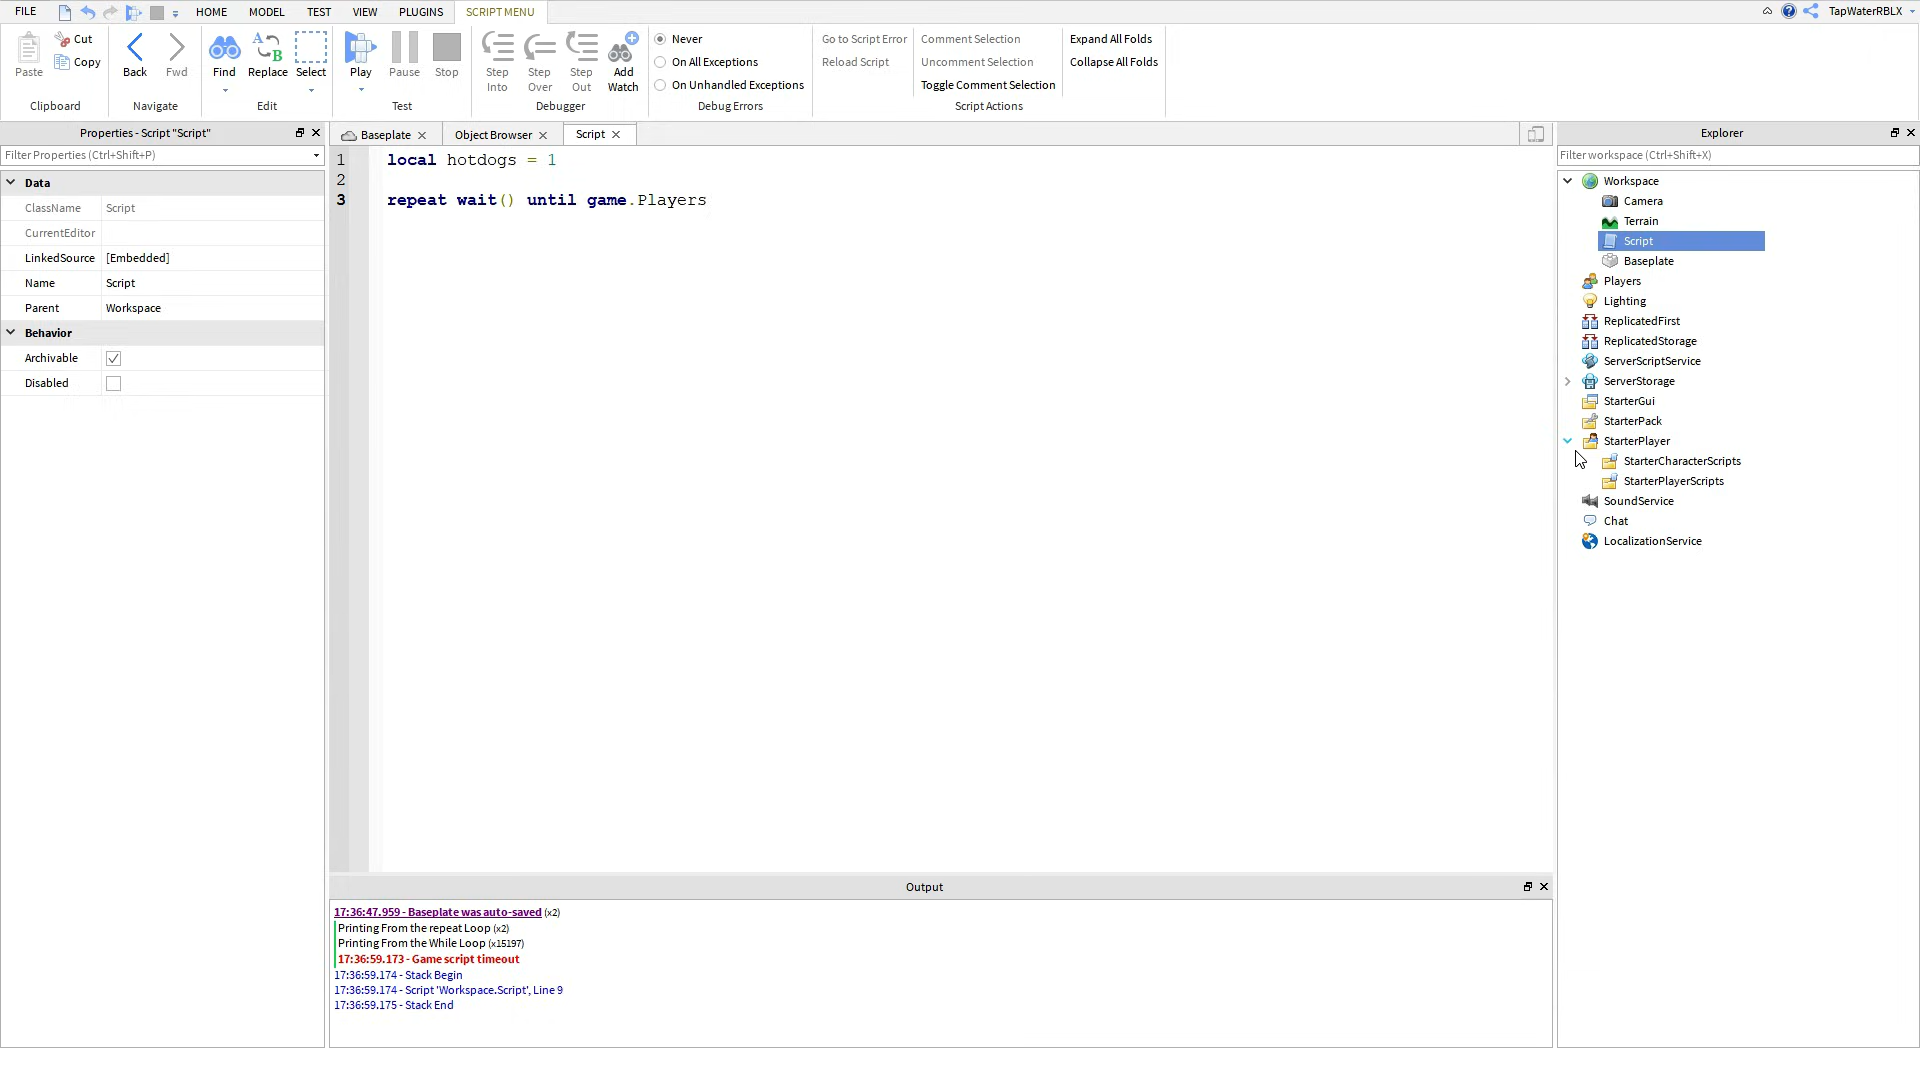 FILE
HOME
MODEL
TEST
VIEW
PLUGINS
SCRIPT MENU
TapWaterRBLX
Paste
Cut
Copy
Clipboard
Back
Fwd
Navigate
Find
Replace
Select
Edit
Play
Pause
Stop
Test
Step Into
Step Over
Step Out
Add Watch
Debugger
Never
On All Exceptions
On Unhandled Exceptions
Debug Errors
Go to Script Error
Reload Script
Comment Selection
Uncomment Selection
Toggle Comment Selection
Script Actions
Expand All Folds
Collapse All Folds
Properties - Script "Script"
Filter Properties (Ctrl+Shift+P)
Data
ClassName Script
CurrentEditor
LinkedSource [Embedded]
Name Script
Parent Workspace
Behavior
Archivable
Disabled
Baseplate
Object Browser
Script
1 local hotdogs = 1
2
3 repeat wait() until game.Players
Output
17:36:47.959 - Baseplate was auto-saved (x2)
Printing From the repeat Loop (x2)
Printing From the While Loop (x15197)
17:36:59.173 - Game script timeout
17:36:59.174 - Stack Begin
17:36:59.174 - Script 'Workspace.Script', Line 9
17:36:59.175 - Stack End
Explorer
Filter workspace (Ctrl+Shift+X)
Workspace
Camera
Terrain
Script
Baseplate
Players
Lighting
ReplicatedFirst
ReplicatedStorage
ServerScriptService
ServerStorage
StarterGui
StarterPack
StarterPlayer
StarterCharacterScripts
StarterPlayerScripts
SoundService
Chat
LocalizationService